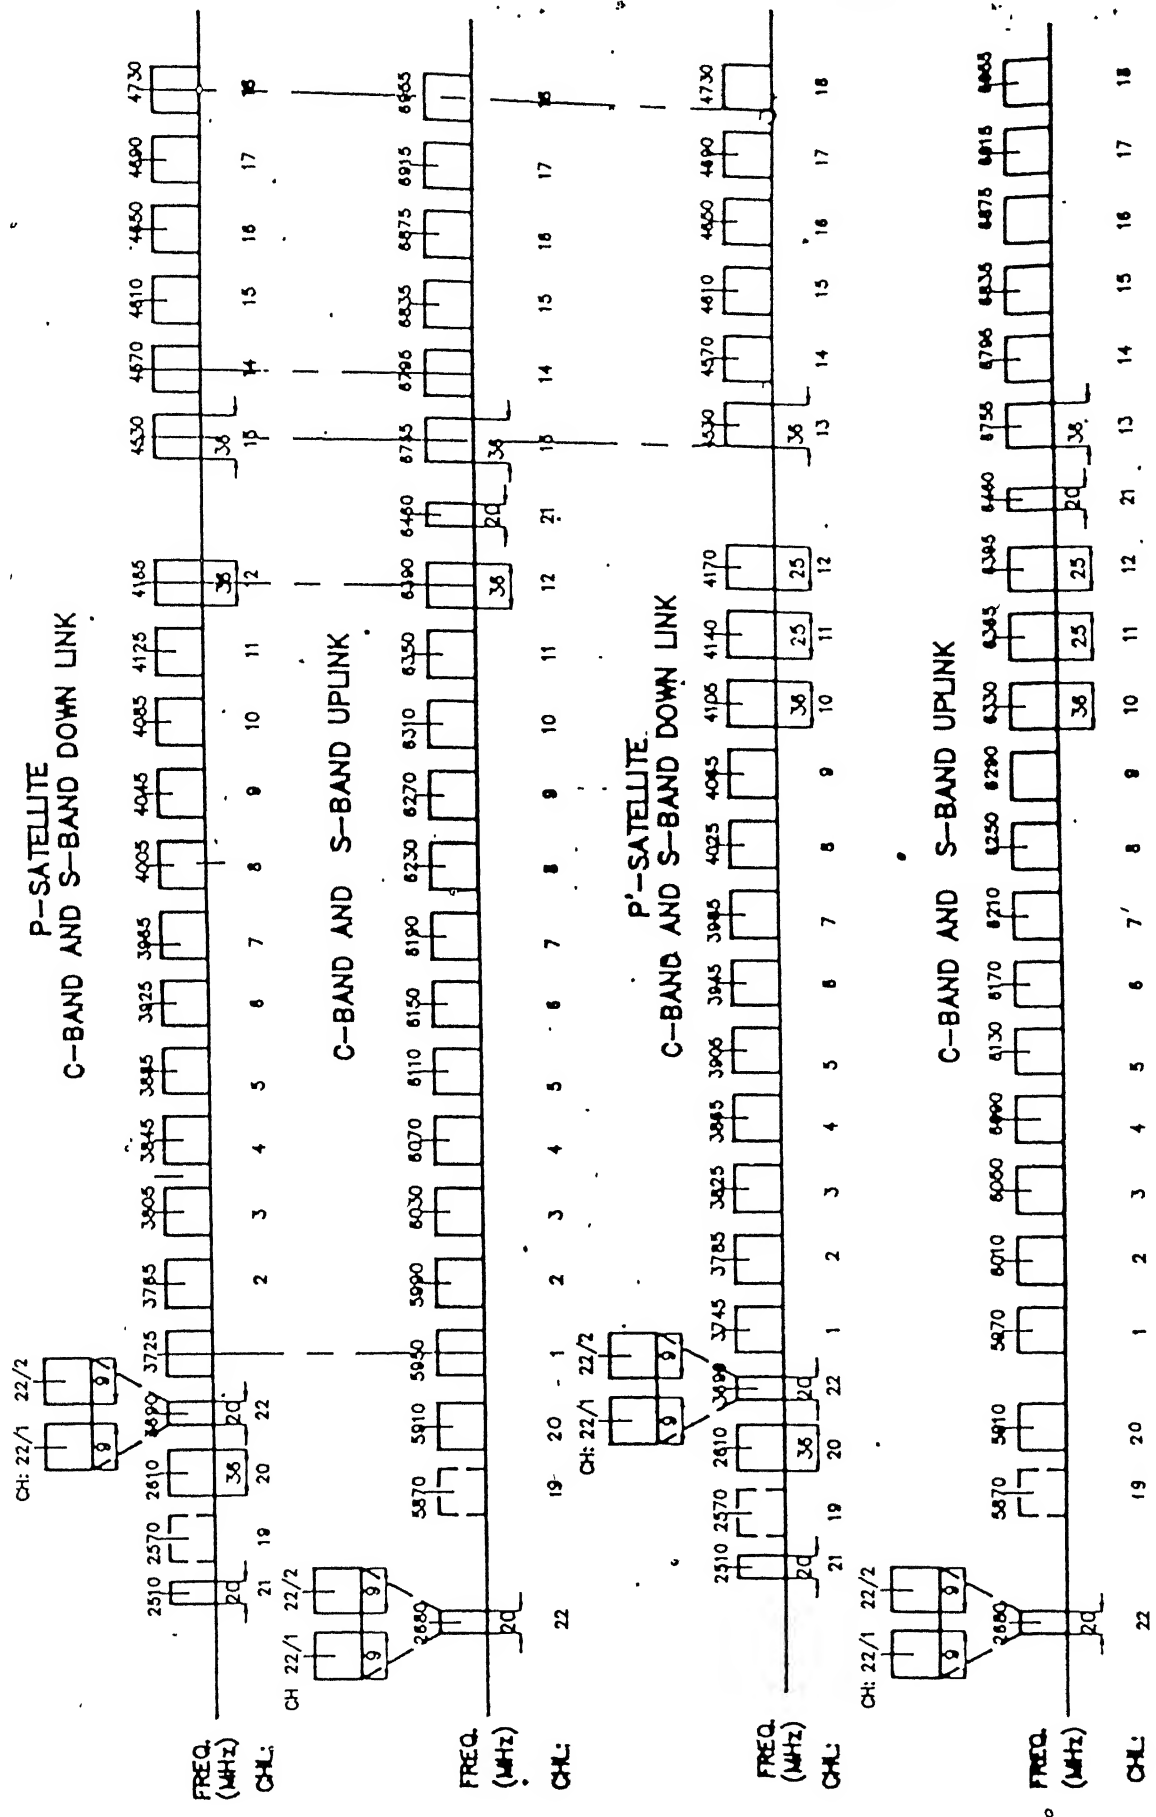 P-SATELLITE
C-BAND AND S-BAND DOWN LINK
CH: 22/1 22/2
9 9
FREQ. (MHz) 2510 2570 2610 3690 3725 3765 3805 3845 3885 3925 3965 4005 4045 4085 4125 4165 4530 4570 4610 4650 4690 4730
20 36 20 36 36
CHL: 21 19 20 22 2 3 4 5 6 7 8 9 10 11 12 13 14 15 16 17 18
C-BAND AND S-BAND UPLINK
CH 22/1 22/2
9 9
FREQ. (MHz) 2680 5870 5910 5950 5990 6030 6070 6110 6150 6190 6230 6270 6310 6350 6390 6460 6755 6795 6835 6875 6915 6955
20 36 20 36
CHL: 22 19 20 1 2 3 4 5 6 7 8 9 10 11 12 21 13 14 15 16 17 18
P'-SATELLITE
C-BAND AND S-BAND DOWN LINK
CH: 22/1 22/2
9 9
FREQ. (MHz) 2510 2570 2610 3745 3785 3825 3865 3905 3945 3985 4025 4065 4105 4140 4170 4530 4570 4610 4650 4690 4730
20 36 20 36 25 25 36
CHL: 21 19 20 22 1 2 3 4 5 6 7 8 9 10 11 12 13 14 15 16 17 18
C-BAND AND S-BAND UPLINK
CH: 22/1 22/2
9 9
FREQ. (MHz) 2680 5870 5910 5970 6010 6050 6090 6130 6170 6210 6250 6290 6330 6365 6395 6460 6755 6795 6835 6875 6915 6955
20 36 25 25 20 36
CHL: 22 19 20 1 2 3 4 5 6 7 8 9 10 11 12 21 13 14 15 16 17 18